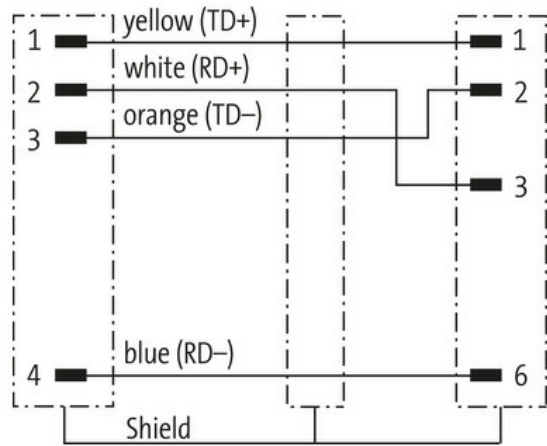 yellow (TD+)
1 1
white (RD+)
2 2
orange (TD–)
3
3
blue (RD–)
4 6
Shield